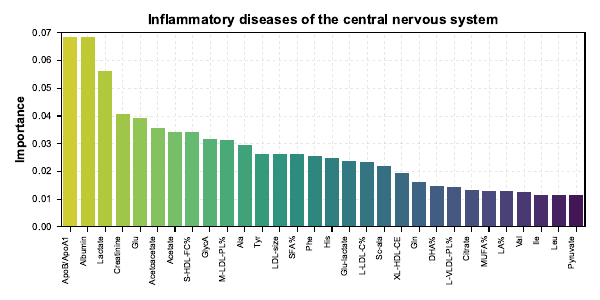 Inflammatory diseases of the central nervous system
0.07
0.06
0.05
0.04
0.03
0.02
0.01
0.00
Importance
ApoB/ApoA1
Albumin
Lactate
Creatinine
Glu
Acetoacetate
Acetate
S-HDL-FC%
GlycA
M-LDL-PL%
Ala
Tyr
LDL-size
SFA%
Phe
His
Glu-lactate
L-LDL-C%
Sc-ala
XL-HDL-CE
Gln
DHA%
L-VLDL-PL%
Citrate
MUFA%
LA%
Val
Ile
Leu
Pyruvate